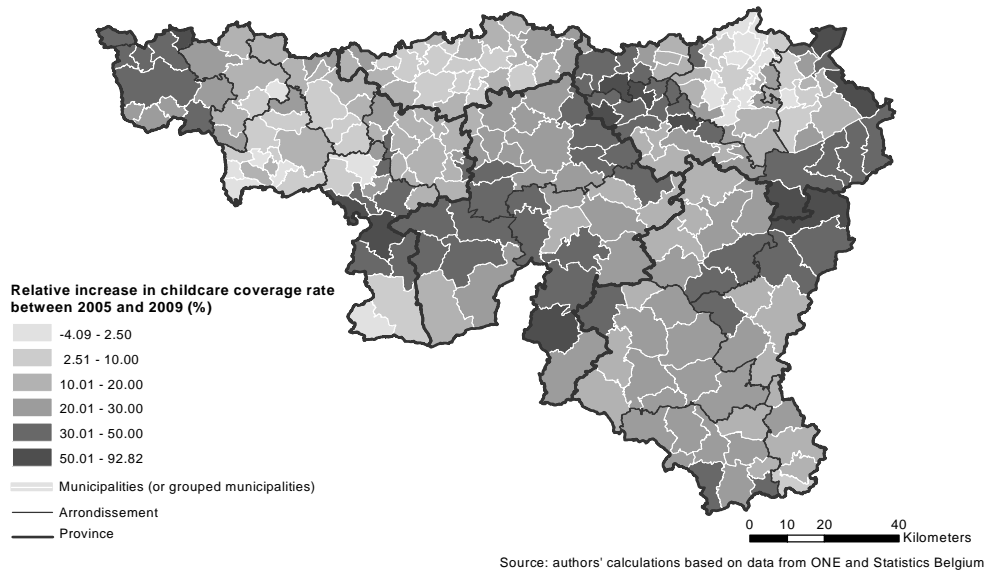 Relative increase in childcare coverage rate
between 2005 and 2009 (%)
-4.09 - 2.50
2.51 - 10.00
10.01 - 20.00
20.01 - 30.00
30.01 - 50.00
50.01 - 92.82
Municipalities (or grouped municipalities)
Arrondissement
Province
0 10 20 40
Kilometers
Source: authors' calculations based on data from ONE and Statistics Belgium